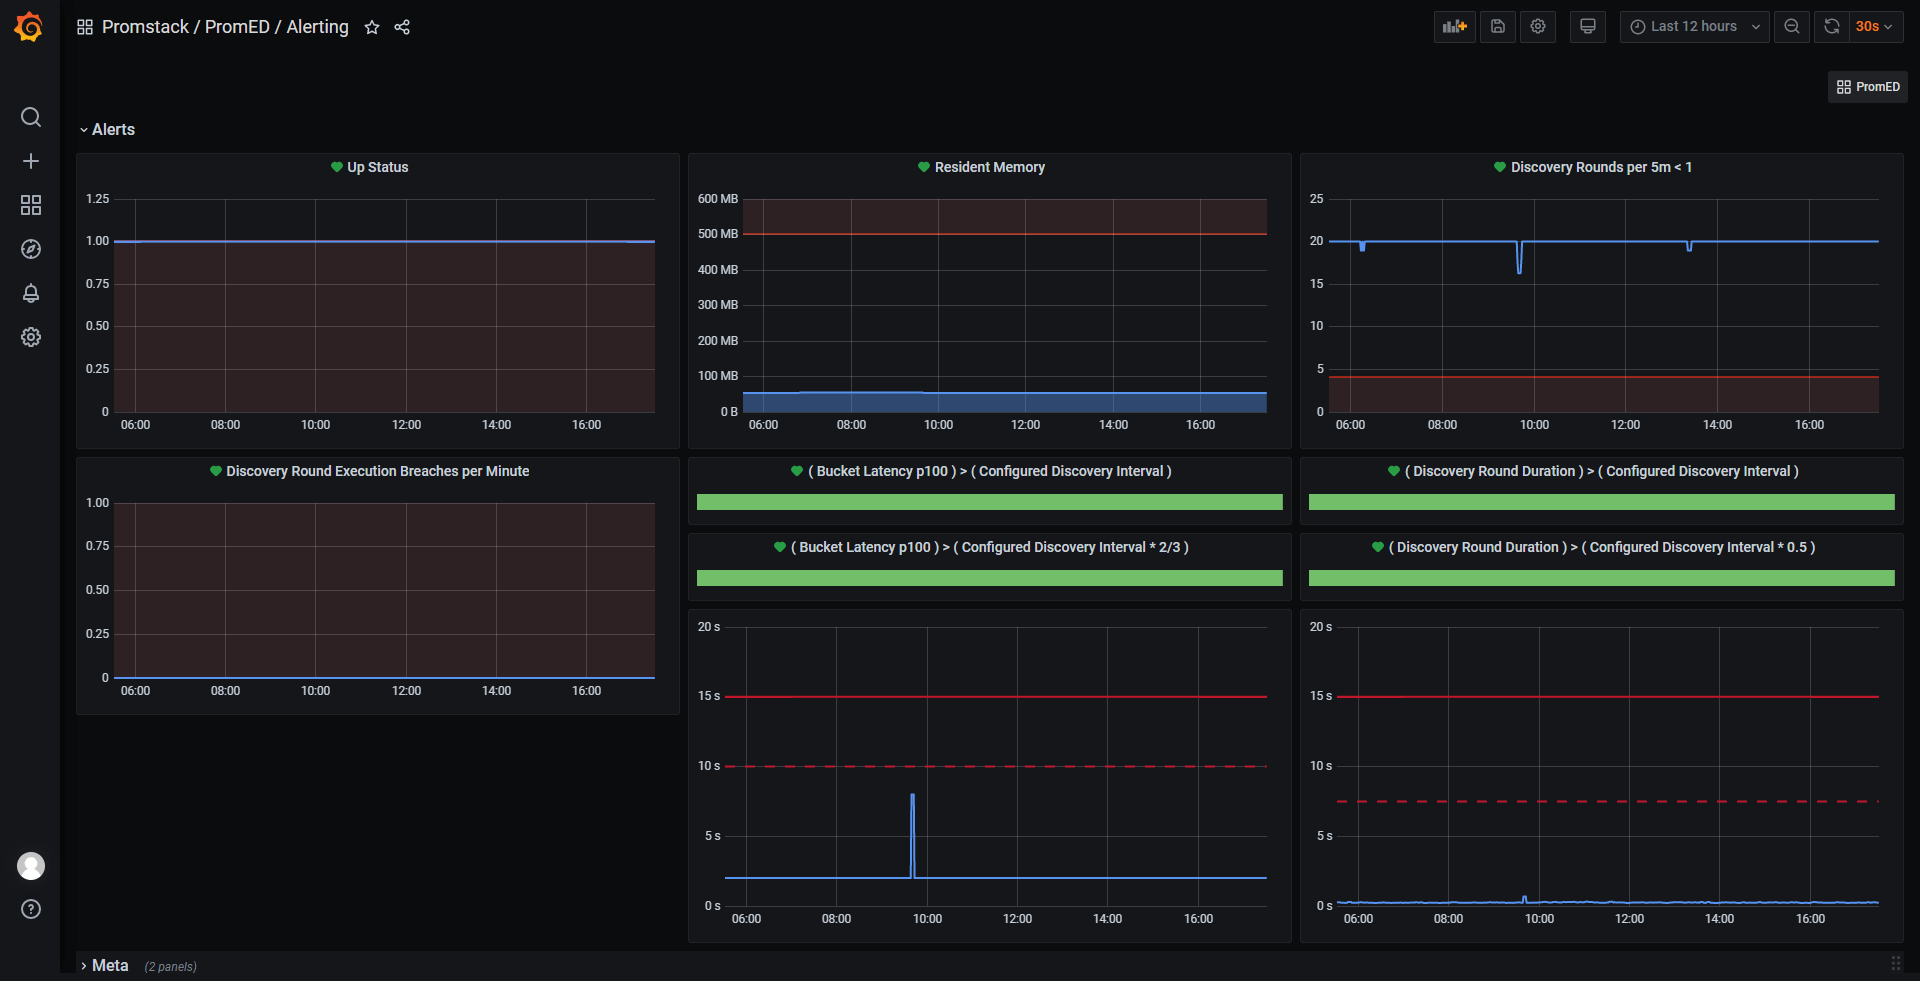 Promstack / PromED / Alerting
Last 12 hours
30s
PromED
Alerts
Up Status
1.25
1.00
0.75
0.50
0.25
0
06:00 08:00 10:00 12:00 14:00 16:00
Resident Memory
600 MB
500 MB
400 MB
300 MB
200 MB
100 MB
0 B
06:00 08:00 10:00 12:00 14:00 16:00
Discovery Rounds per 5m < 1
25
20
15
10
5
0
06:00 08:00 10:00 12:00 14:00 16:00
Discovery Round Execution Breaches per Minute
1.00
0.75
0.50
0.25
0
06:00 08:00 10:00 12:00 14:00 16:00
( Bucket Latency p100 ) > ( Configured Discovery Interval )
( Discovery Round Duration ) > ( Configured Discovery Interval )
( Bucket Latency p100 ) > ( Configured Discovery Interval * 2/3 )
( Discovery Round Duration ) > ( Configured Discovery Interval * 0.5 )
20 s
15 s
10 s
5 s
0 s
06:00 08:00 10:00 12:00 14:00 16:00
20 s
15 s
10 s
5 s
0 s
06:00 08:00 10:00 12:00 14:00 16:00
Meta (2 panels)